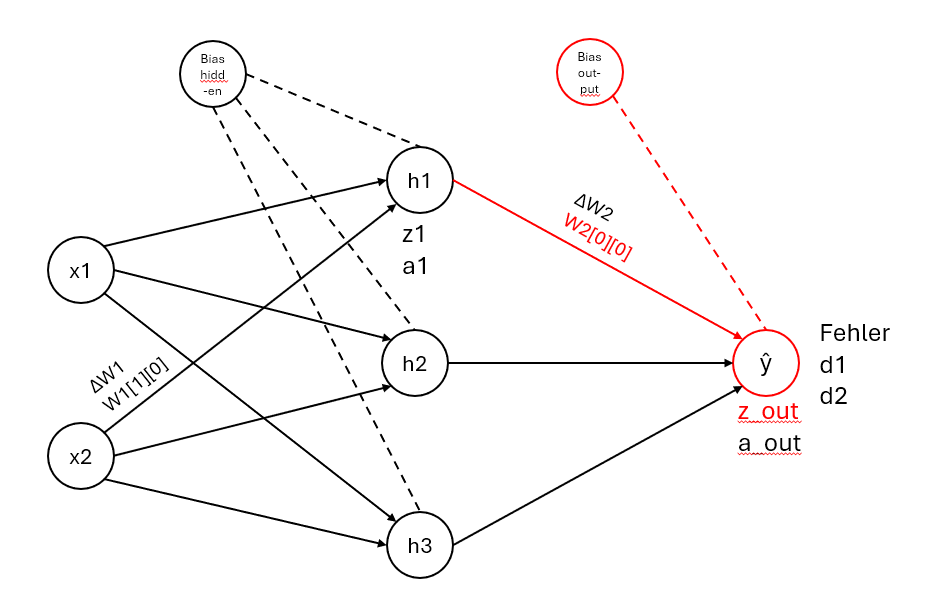 Bias
hidd
-en
Bias
out-
put
h1
z1
a1
ΔW2
W2[0][0]
x1
h2
ŷ
Fehler
d1
d2
z_out
a_out
ΔW1
W1[1][0]
x2
h3